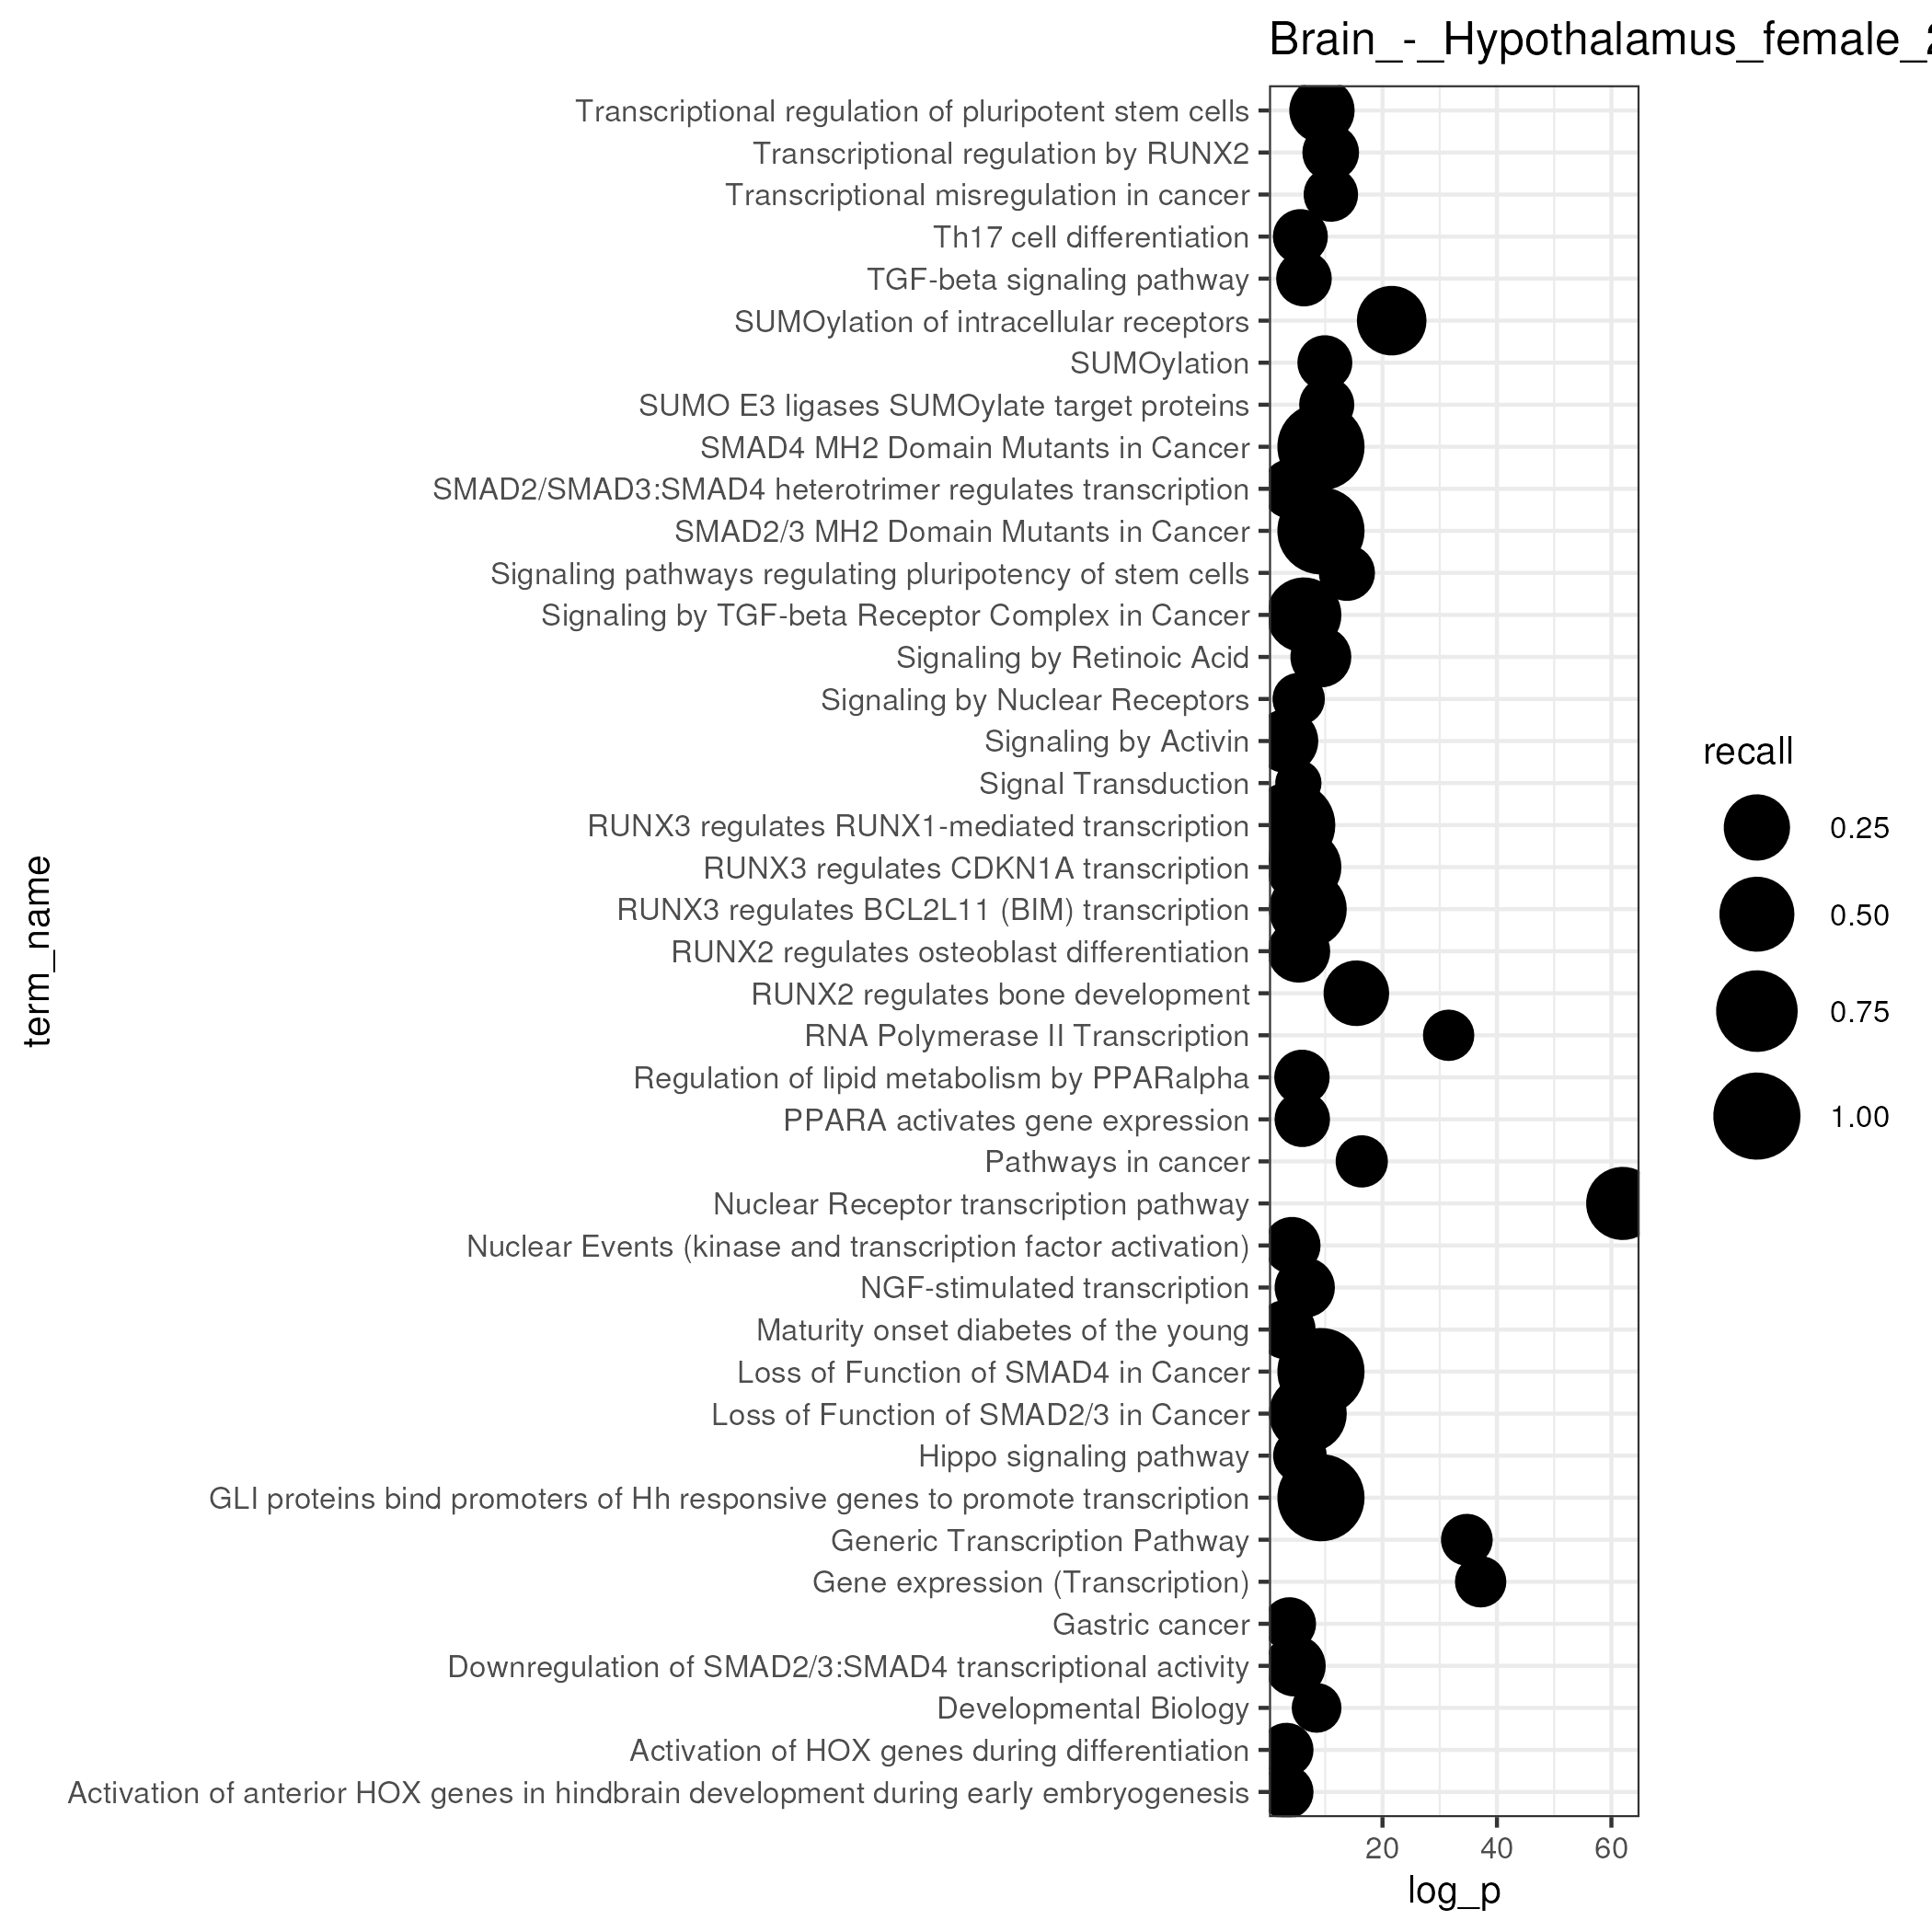 Brain_-_Hypothalamus_female_
Transcriptional regulation of pluripotent stem cells
Transcriptional regulation by RUNX2
Transcriptional misregulation in cancer
Th17 cell differentiation
TGF-beta signaling pathway
SUMOylation of intracellular receptors
SUMOylation
SUMO E3 ligases SUMOylate target proteins
SMAD4 MH2 Domain Mutants in Cancer
SMAD2/SMAD3:SMAD4 heterotrimer regulates transcription
SMAD2/3 MH2 Domain Mutants in Cancer
Signaling pathways regulating pluripotency of stem cells
Signaling by TGF-beta Receptor Complex in Cancer
Signaling by Retinoic Acid
Signaling by Nuclear Receptors
Signaling by Activin
Signal Transduction
RUNX3 regulates RUNX1-mediated transcription
RUNX3 regulates CDKN1A transcription
RUNX3 regulates BCL2L11 (BIM) transcription
RUNX2 regulates osteoblast differentiation
RUNX2 regulates bone development
RNA Polymerase II Transcription
Regulation of lipid metabolism by PPARalpha
PPARA activates gene expression
Pathways in cancer
Nuclear Receptor transcription pathway
Nuclear Events (kinase and transcription factor activation)
NGF-stimulated transcription
Maturity onset diabetes of the young
Loss of Function of SMAD4 in Cancer
Loss of Function of SMAD2/3 in Cancer
Hippo signaling pathway
GLI proteins bind promoters of Hh responsive genes to promote transcription
Generic Transcription Pathway
Gene expression (Transcription)
Gastric cancer
Downregulation of SMAD2/3:SMAD4 transcriptional activity
Developmental Biology
Activation of HOX genes during differentiation
Activation of anterior HOX genes in hindbrain development during early embryogenesis
term_name
20 40 60
log_p
recall
0.25
0.50
0.75
1.00